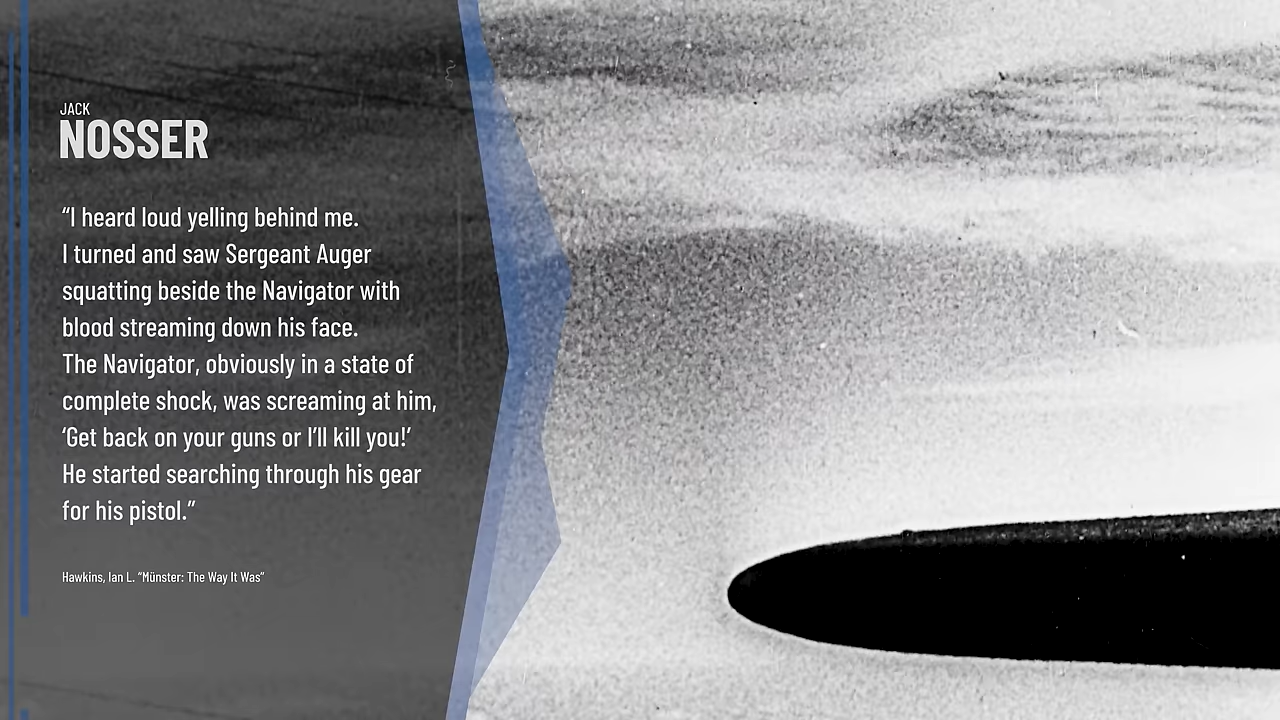 JACK
NOSSER
“I heard loud yelling behind me.
I turned and saw Sergeant Auger
squatting beside the Navigator with
blood streaming down his face.
The Navigator, obviously in a state of
complete shock, was screaming at him,
‘Get back on your guns or I’ll kill you!’
He started searching through his gear
for his pistol.”
Hawkins, Ian L. “Münster: The Way It Was”